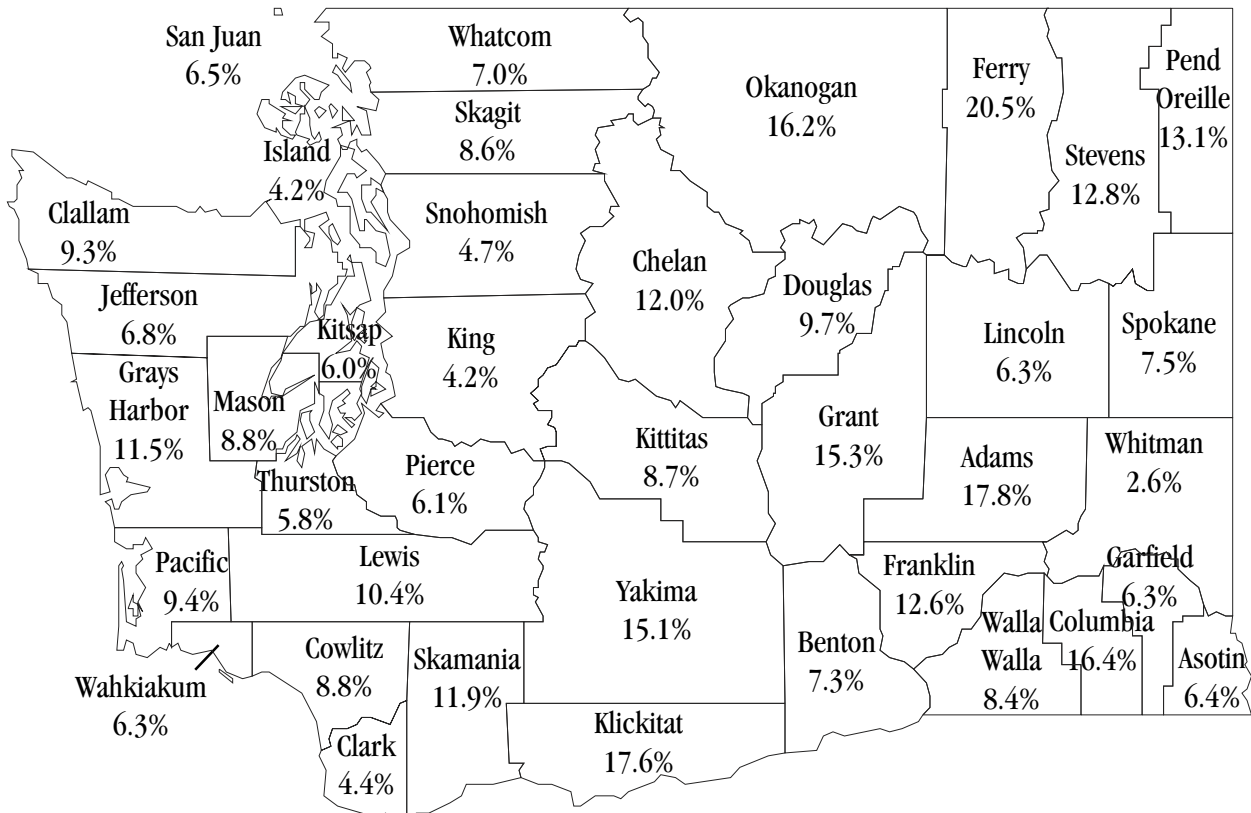 San Juan
6.5%
Whatcom
7.0%
Okanogan
16.2%
Ferry
20.5%
Pend
Oreille
13.1%
Skagit
8.6%
Island
4.2%
Stevens
12.8%
Clallam
9.3%
Snohomish
4.7%
Chelan
12.0%
Douglas
9.7%
Jefferson
6.8%
Kitsap
6.0%
King
4.2%
Lincoln
6.3%
Spokane
7.5%
Grays
Harbor
11.5%
Mason
8.8%
Kittitas
8.7%
Grant
15.3%
Adams
17.8%
Whitman
2.6%
Thurston
5.8%
Pierce
6.1%
Pacific
9.4%
Lewis
10.4%
Yakima
15.1%
Franklin
12.6%
Garfield
6.3%
Wahkiakum
6.3%
Cowlitz
8.8%
Skamania
11.9%
Benton
7.3%
Walla
Walla
8.4%
Columbia
16.4%
Asotin
6.4%
Clark
4.4%
Klickitat
17.6%